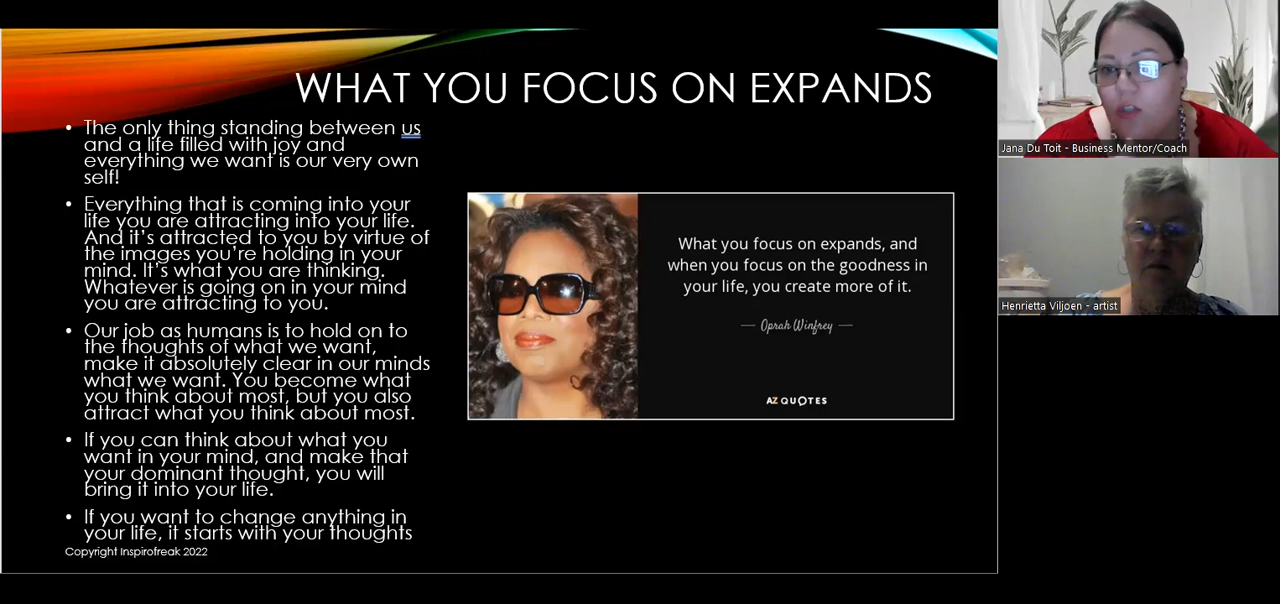 WHAT YOU FOCUS ON EXPANDS
• The only thing standing between us
and a life filled with joy and
everything we want is our very own
self!
• Everything that is coming into your
life you are attracting into your life.
And it's attracted to you by virtue of
the images you're holding in your
mind. It's what you are thinking.
Whatever is going on in your mind
you are attracting to you.
• Our job as humans is to hold on to
the thoughts of what we want,
make it absolutely clear in our minds
what we want. You become what
you think about most, but you also
attract what you think about most.
• If you can think about what you
want in your mind, and make that
your dominant thought, you will
bring it into your life.
• If you want to change anything in
your life, it starts with your thoughts
Copyright Inspirofreak 2022
What you focus on expands, and
when you focus on the goodness in
your life, you create more of it.
— Oprah Winfrey —
AZ QUOTES
Jana Du Toit - Business Mentor/Coach
Henrietta Viljoen - artist